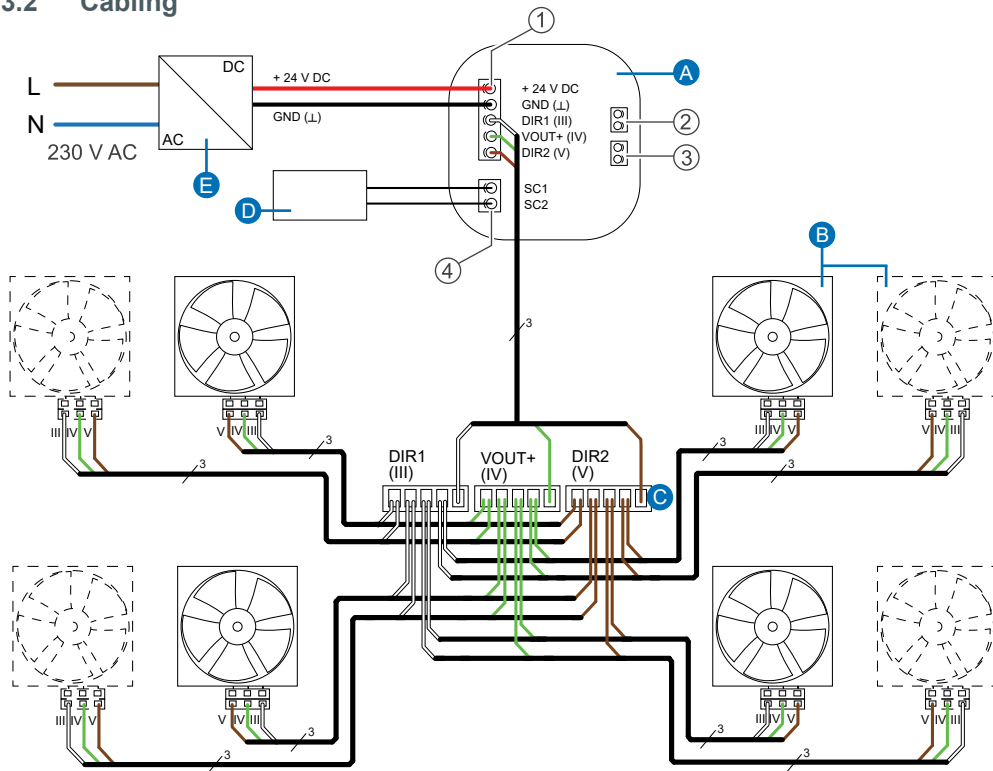 3.2 Cabling
1
L
N
230 V AC
DC
AC
+ 24 V DC
GND (⊥)
E
D
+ 24 V DC
GND (⊥)
DIR1 (III)
VOUT+ (IV)
DIR2 (V)
SC1
SC2
A
2
3
4
B
3
III IV V
V IV III
III IV V
V IV III
3
3
3
3
DIR1
(III)
VOUT+
(IV)
DIR2
(V)
C
III IV V
V IV III
III IV V
V IV III
3
3
3
3